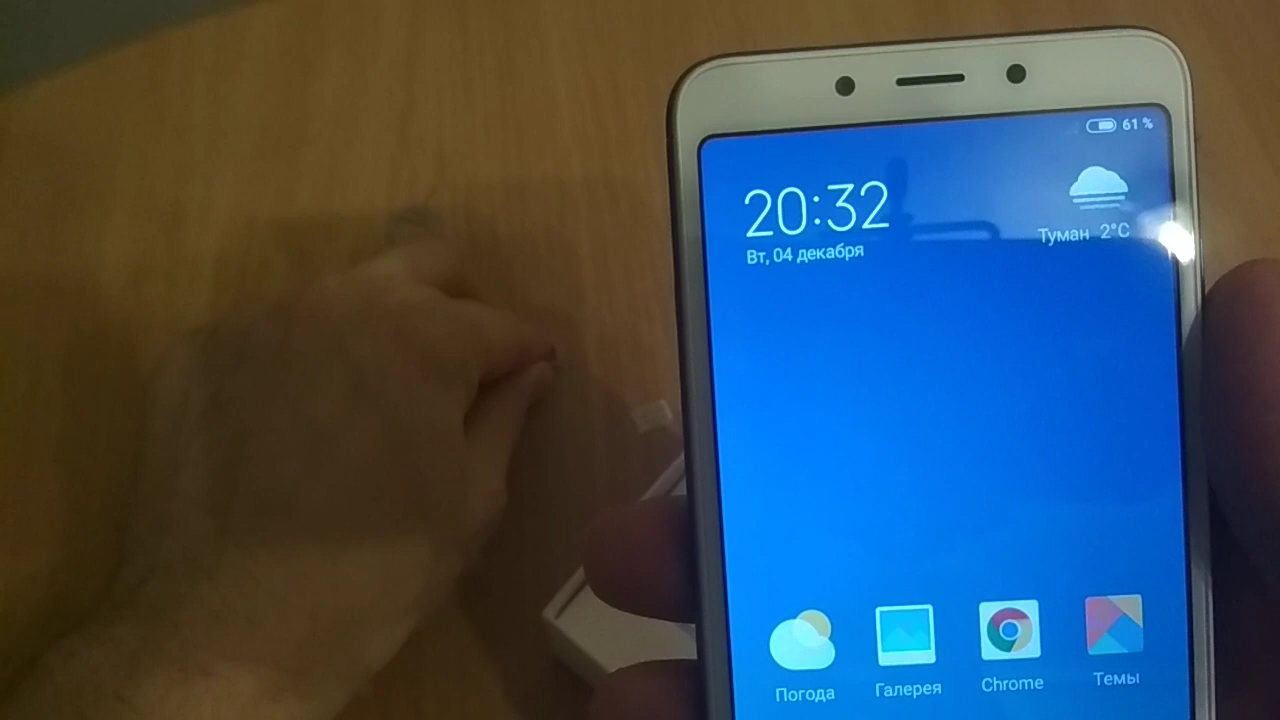 61 %
20:32
Вт, 04 декабря
Туман 2°C
Погода
Галерея
Chrome
Темы